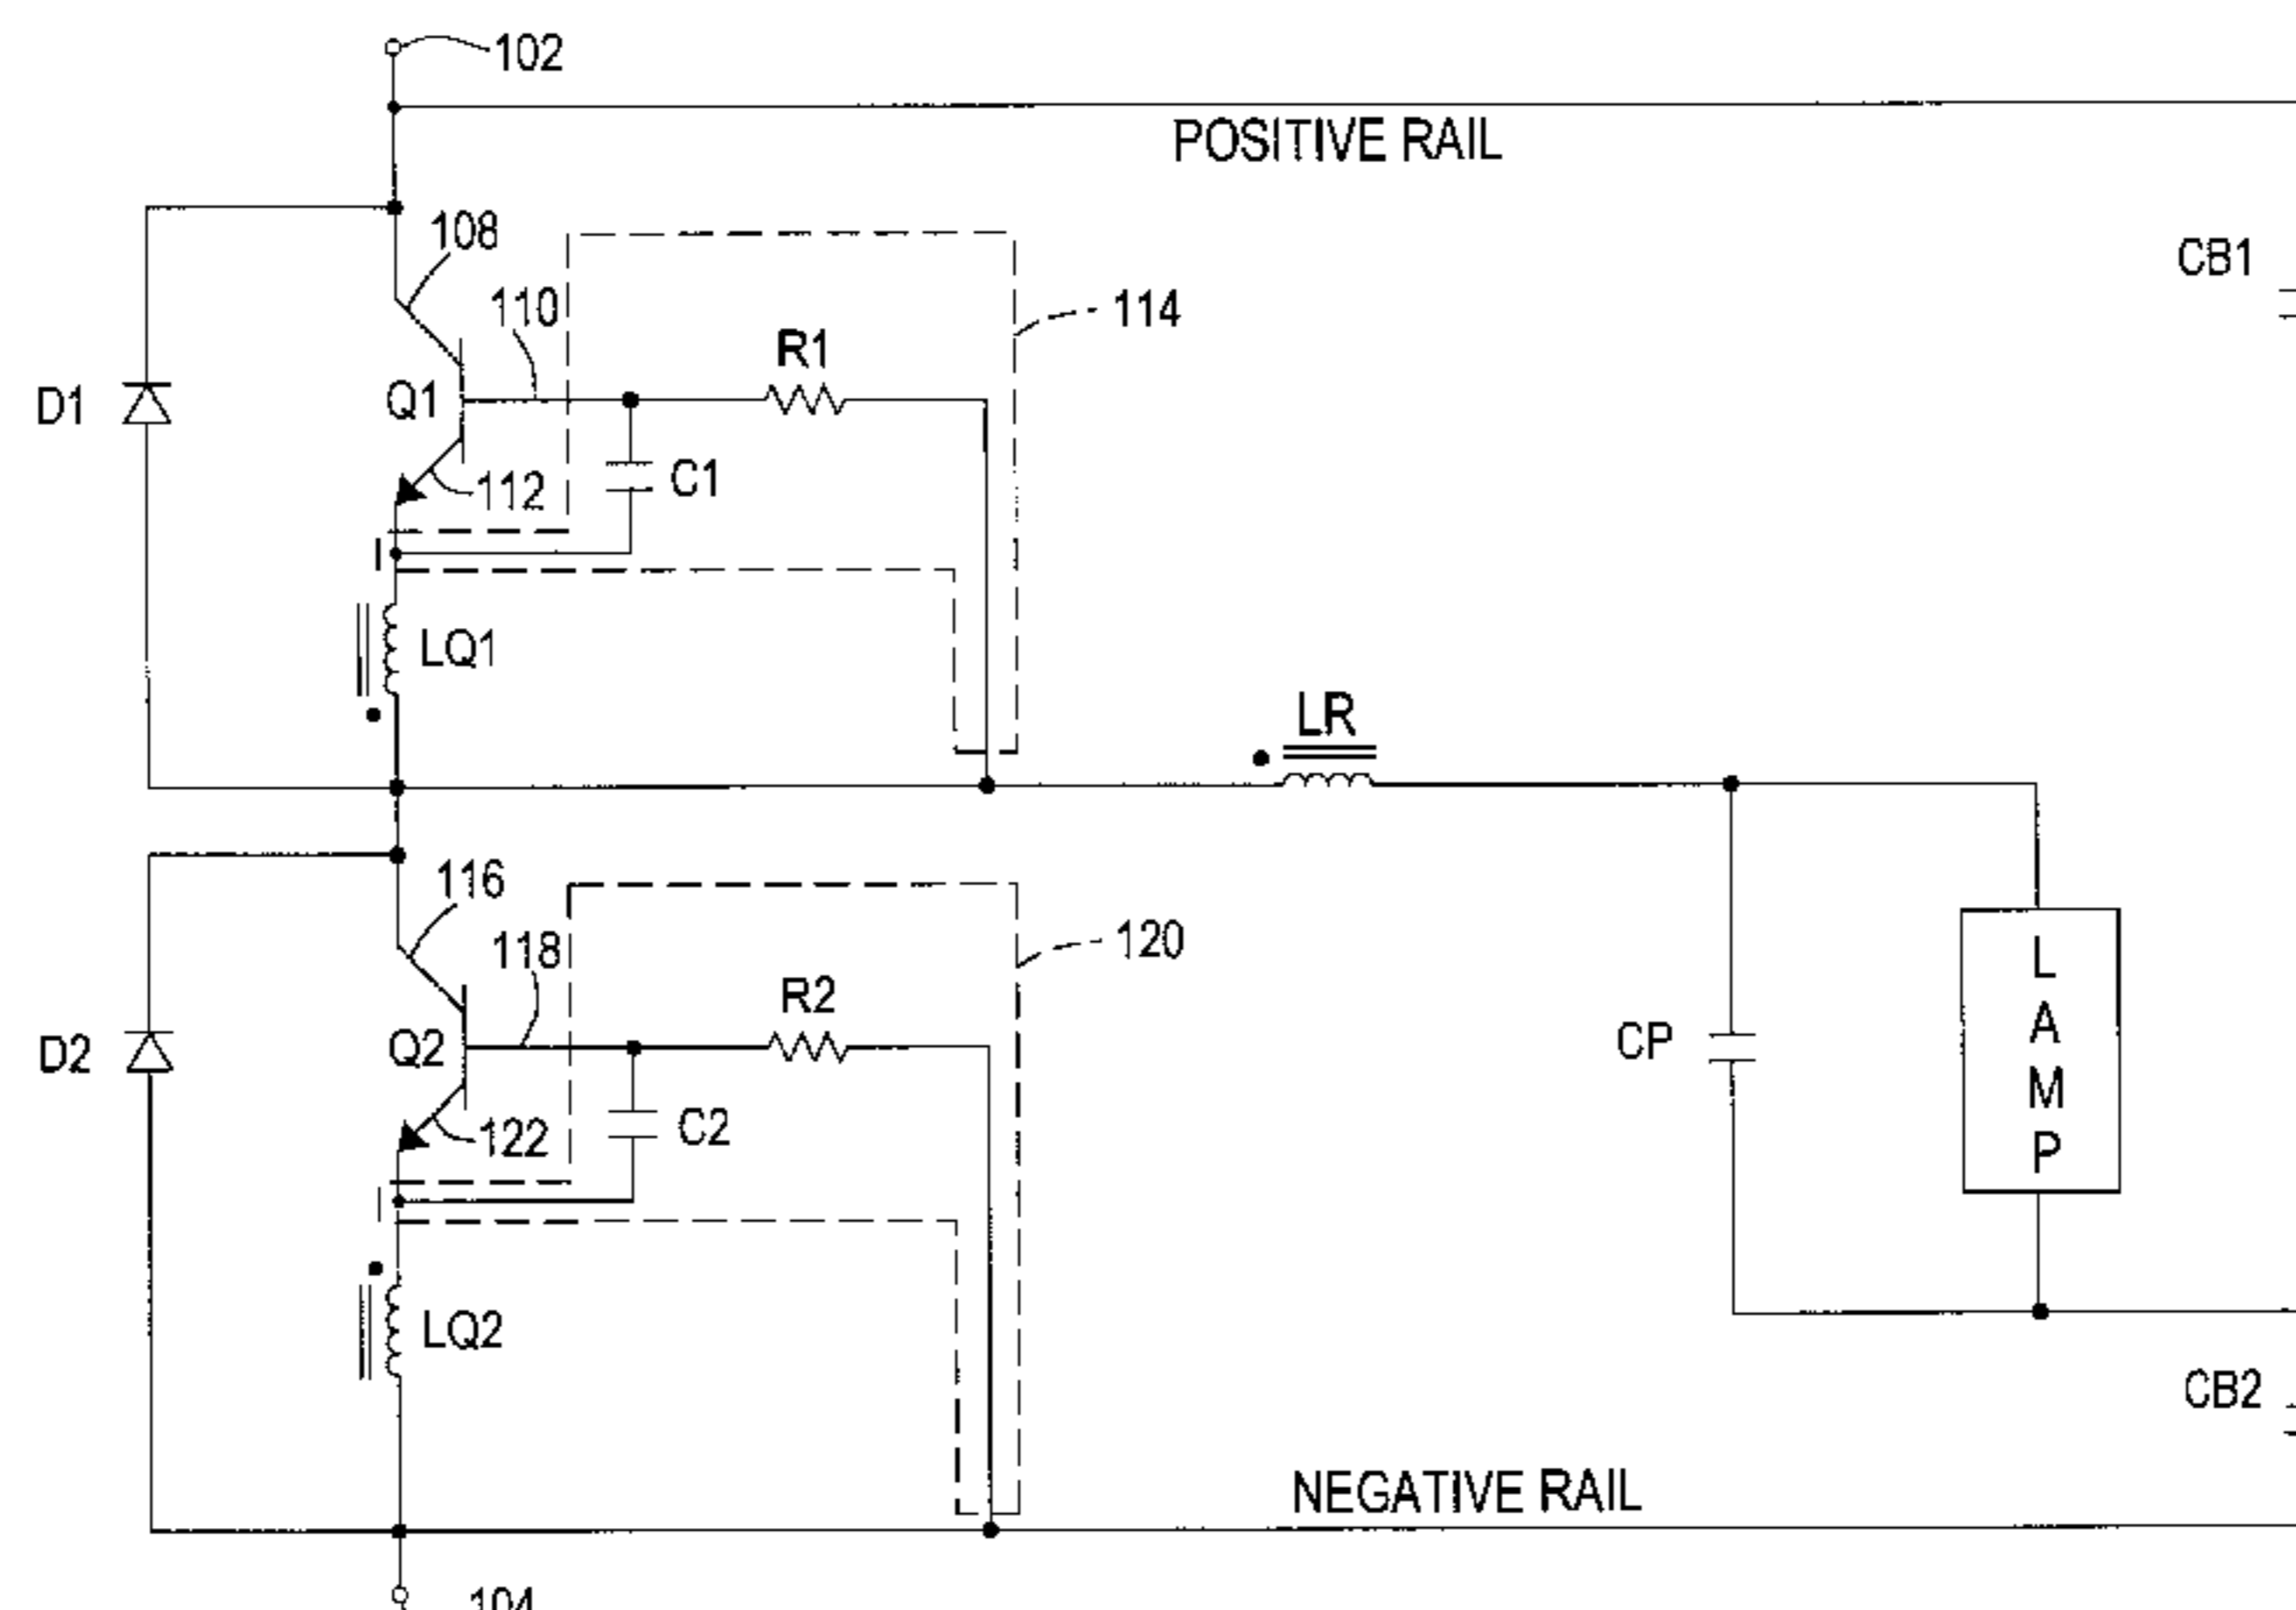 102
POSITIVE RAIL
108
CB1
110
114
R1
D1
Q1
C1
112
LQ1
LR
116
118
120
R2
Q2
D2
CP
LAMP
C2
122
LQ2
CB2
NEGATIVE RAIL
104